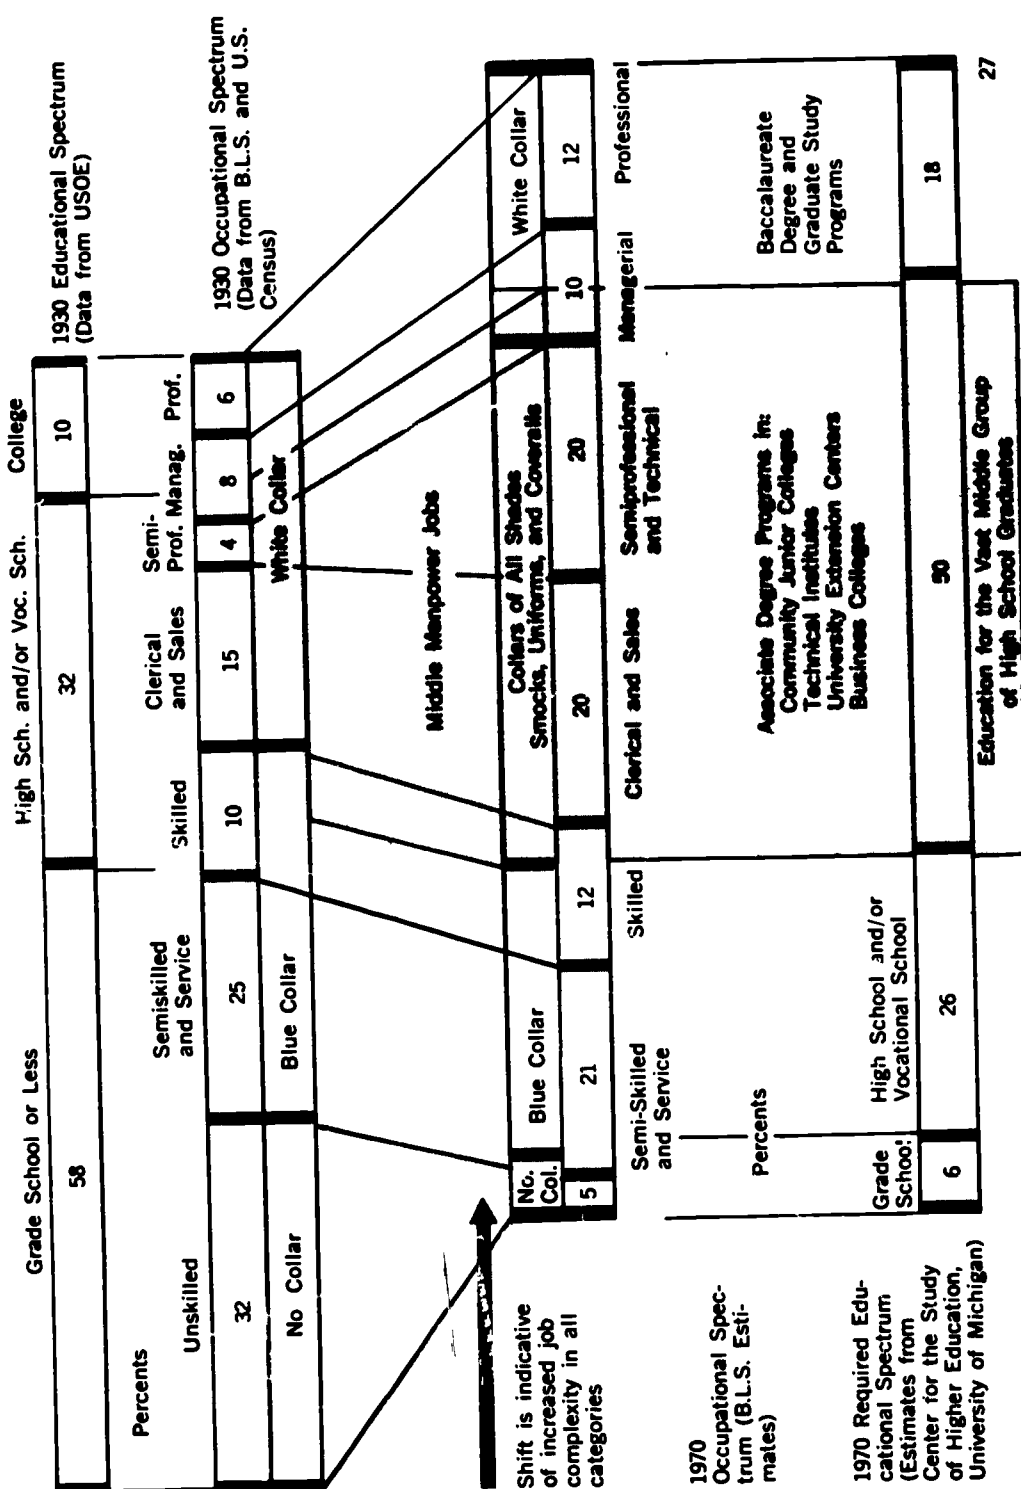 Grade School or Less
High Sch. and/or Voc. Sch.
College
58
32
10
1930 Educational Spectrum
(Data from USOE)
Percents
Unskilled
Semiskilled
and Service
Skilled
Clerical
and Sales
Semi-
Prof.
Manag.
Prof.
32
25
10
15
4
8
6
1930 Occupational Spectrum
(Data from B.L.S. and U.S.
Census)
No Collar
Blue Collar
White Collar
Middle Manpower Jobs
Shift is indicative
of increased job
complexity in all
categories
No.
Col.
Blue Collar
Collars of All Shades
Smocks, Uniforms, and Coveralls
White Collar
5
21
12
20
20
10
12
Semi-Skilled
and Service
Skilled
Clerical and Sales
Semiprofessional
and Technical
Managerial
Professional
1970
Occupational Spec-
trum (B.L.S. Esti-
mates)
Percents
Associate Degree Programs in:
Community Junior Colleges
Technical Institutes
University Extension Centers
Business Colleges
Baccalaureate
Degree and
Graduate Study
Programs
1970 Required Edu-
cational Spectrum
(Estimates from
Center for the Study
of Higher Education,
University of Michigan)
Grade
School
High School and/or
Vocational School
6
26
50
18
Education for the Vast Middle Group
of High School Graduates
27